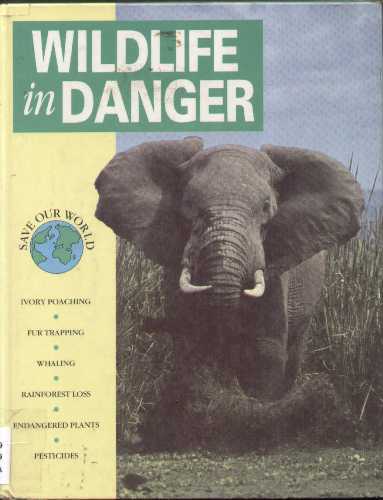 WILDLIFE
in DANGER
SAVE OUR WORLD
IVORY POACHING
FUR TRAPPING
WHALING
RAINFOREST LOSS
ENDANGERED PLANTS
PESTICIDES